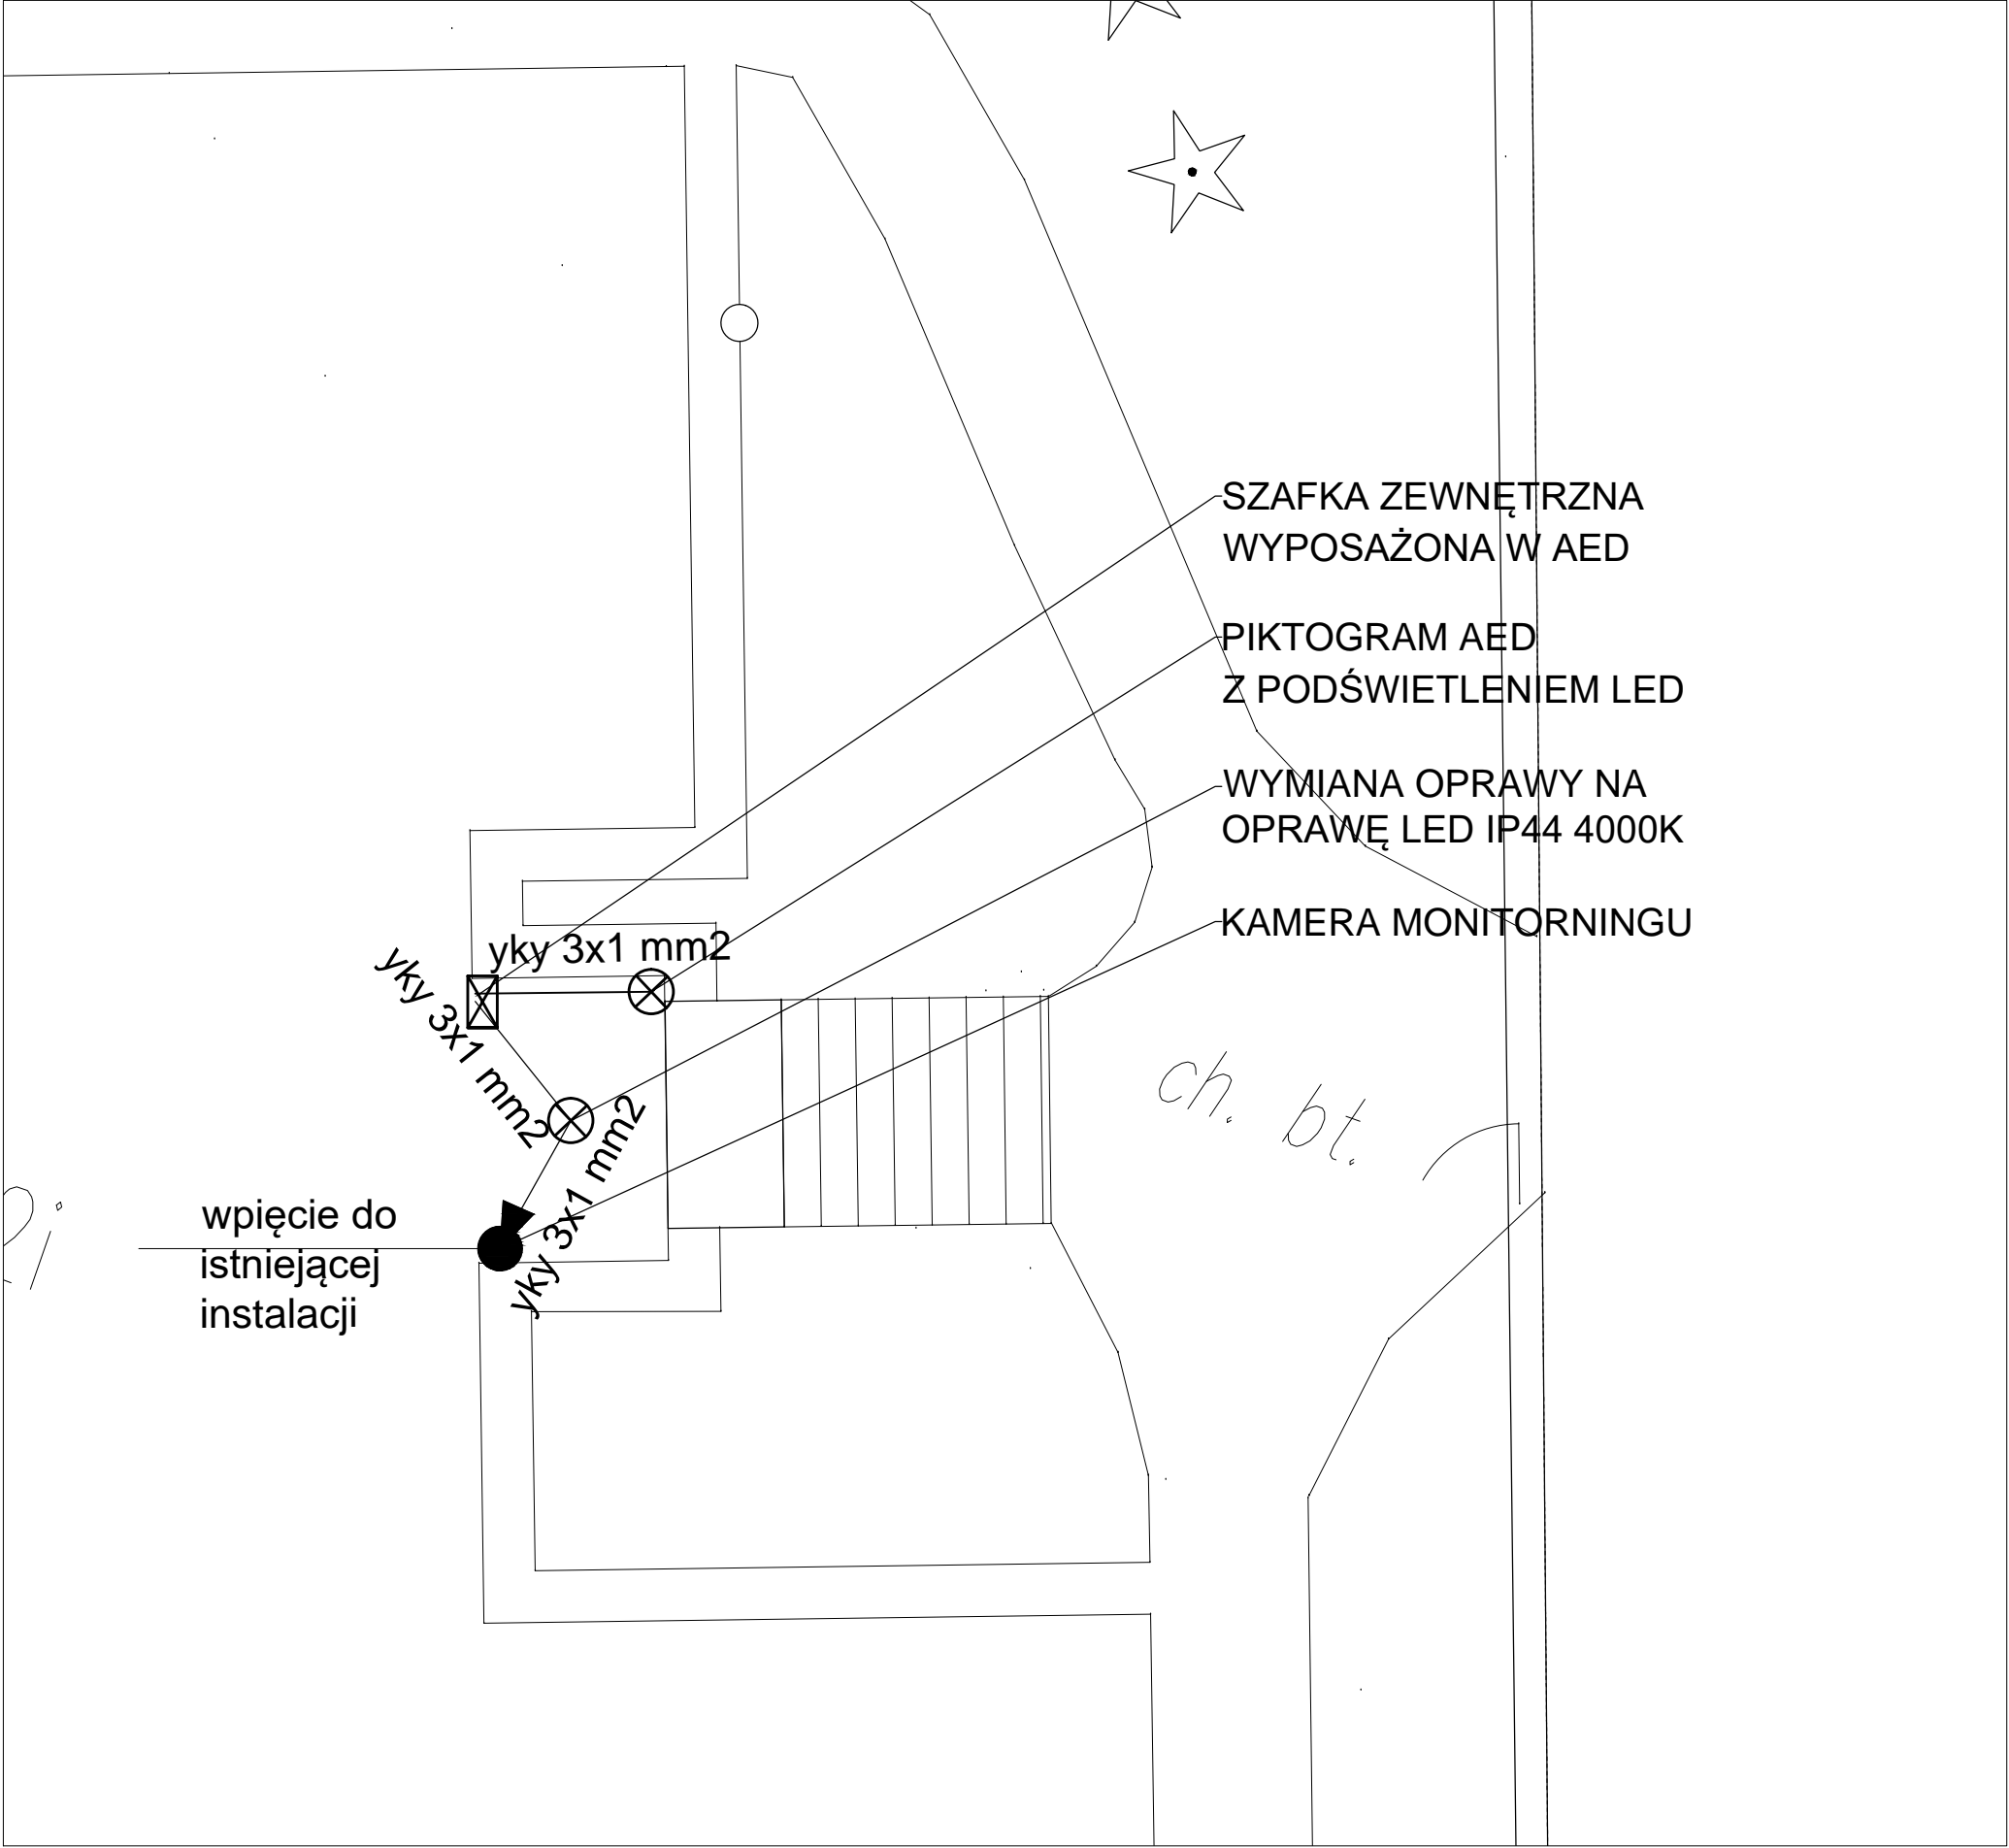 SZAFKA ZEWNĘTRZNA
WYPOSAŻONA W AED
PIKTOGRAM AED
Z PODŚWIETLENIEM LED
WYMIANA OPRAWY NA
OPRAWĘ LED IP44 4000K
KAMERA MONITORNINGU
yky 3x1 mm2
yky 3x1 mm2
yky 3x1 mm2
ch. bt.
wpięcie do
istniejącej
instalacji